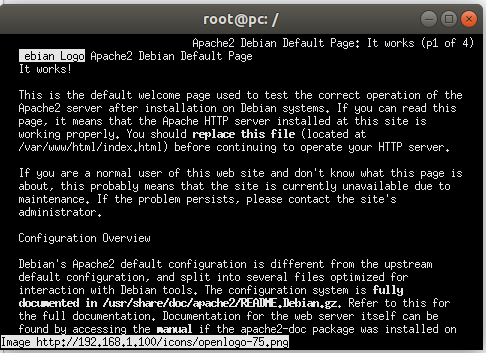 root@pc: /
Apache2 Debian Default Page: It works (p1 of 4)
ebian Logo Apache2 Debian Default Page
It works!
This is the default welcome page used to test the correct operation of the
Apache2 server after installation on Debian systems. If you can read this
page, it means that the Apache HTTP server installed at this site is
working properly. You should replace this file (located at
/var/www/html/index.html) before continuing to operate your HTTP server.
If you are a normal user of this web site and don't know what this page is
about, this probably means that the site is currently unavailable due to
maintenance. If the problem persists, please contact the site's
administrator.
Configuration Overview
Debian's Apache2 default configuration is different from the upstream
default configuration, and split into several files optimized for
interaction with Debian tools. The configuration system is fully
documented in /usr/share/doc/apache2/README.Debian.gz. Refer to this for
the full documentation. Documentation for the web server itself can be
found by accessing the manual if the apache2-doc package was installed on
Image http://192.168.1.100/icons/openlogo-75.png